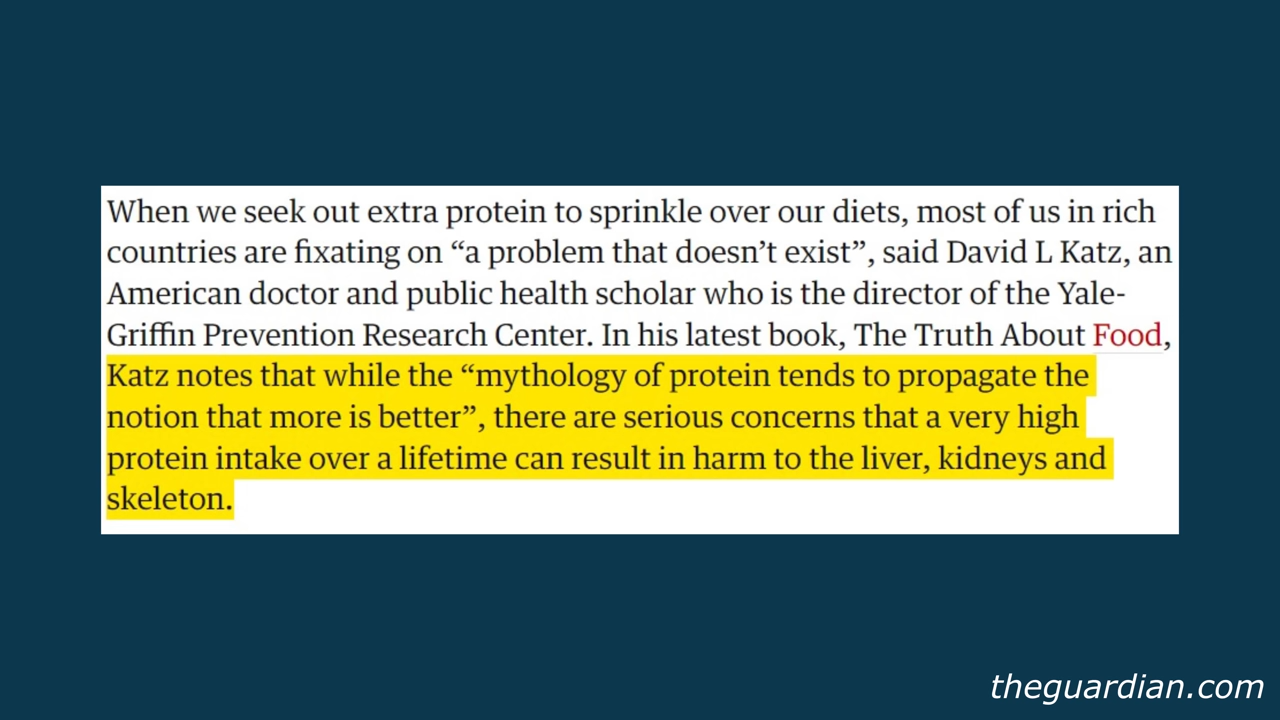 When we seek out extra protein to sprinkle over our diets, most of us in rich
countries are fixating on “a problem that doesn’t exist”, said David L Katz, an
American doctor and public health scholar who is the director of the Yale-
Griffin Prevention Research Center. In his latest book, The Truth About Food,
Katz notes that while the “mythology of protein tends to propagate the
notion that more is better”, there are serious concerns that a very high
protein intake over a lifetime can result in harm to the liver, kidneys and
skeleton.
theguardian.com